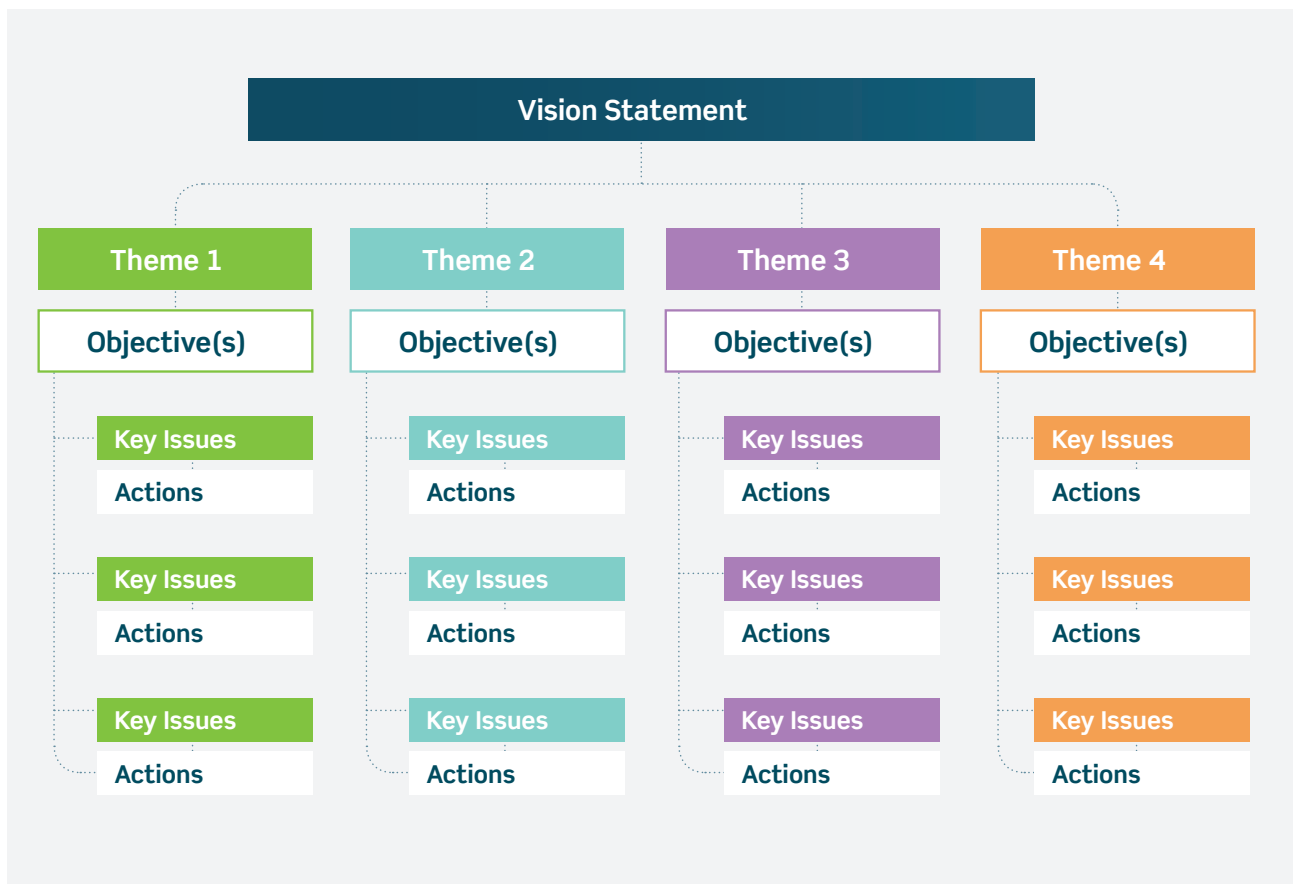 Vision Statement
Theme 1
Theme 2
Theme 3
Theme 4
Objective(s)
Objective(s)
Objective(s)
Objective(s)
Key Issues
Key Issues
Key Issues
Key Issues
Actions
Actions
Actions
Actions
Key Issues
Key Issues
Key Issues
Key Issues
Actions
Actions
Actions
Actions
Key Issues
Key Issues
Key Issues
Key Issues
Actions
Actions
Actions
Actions